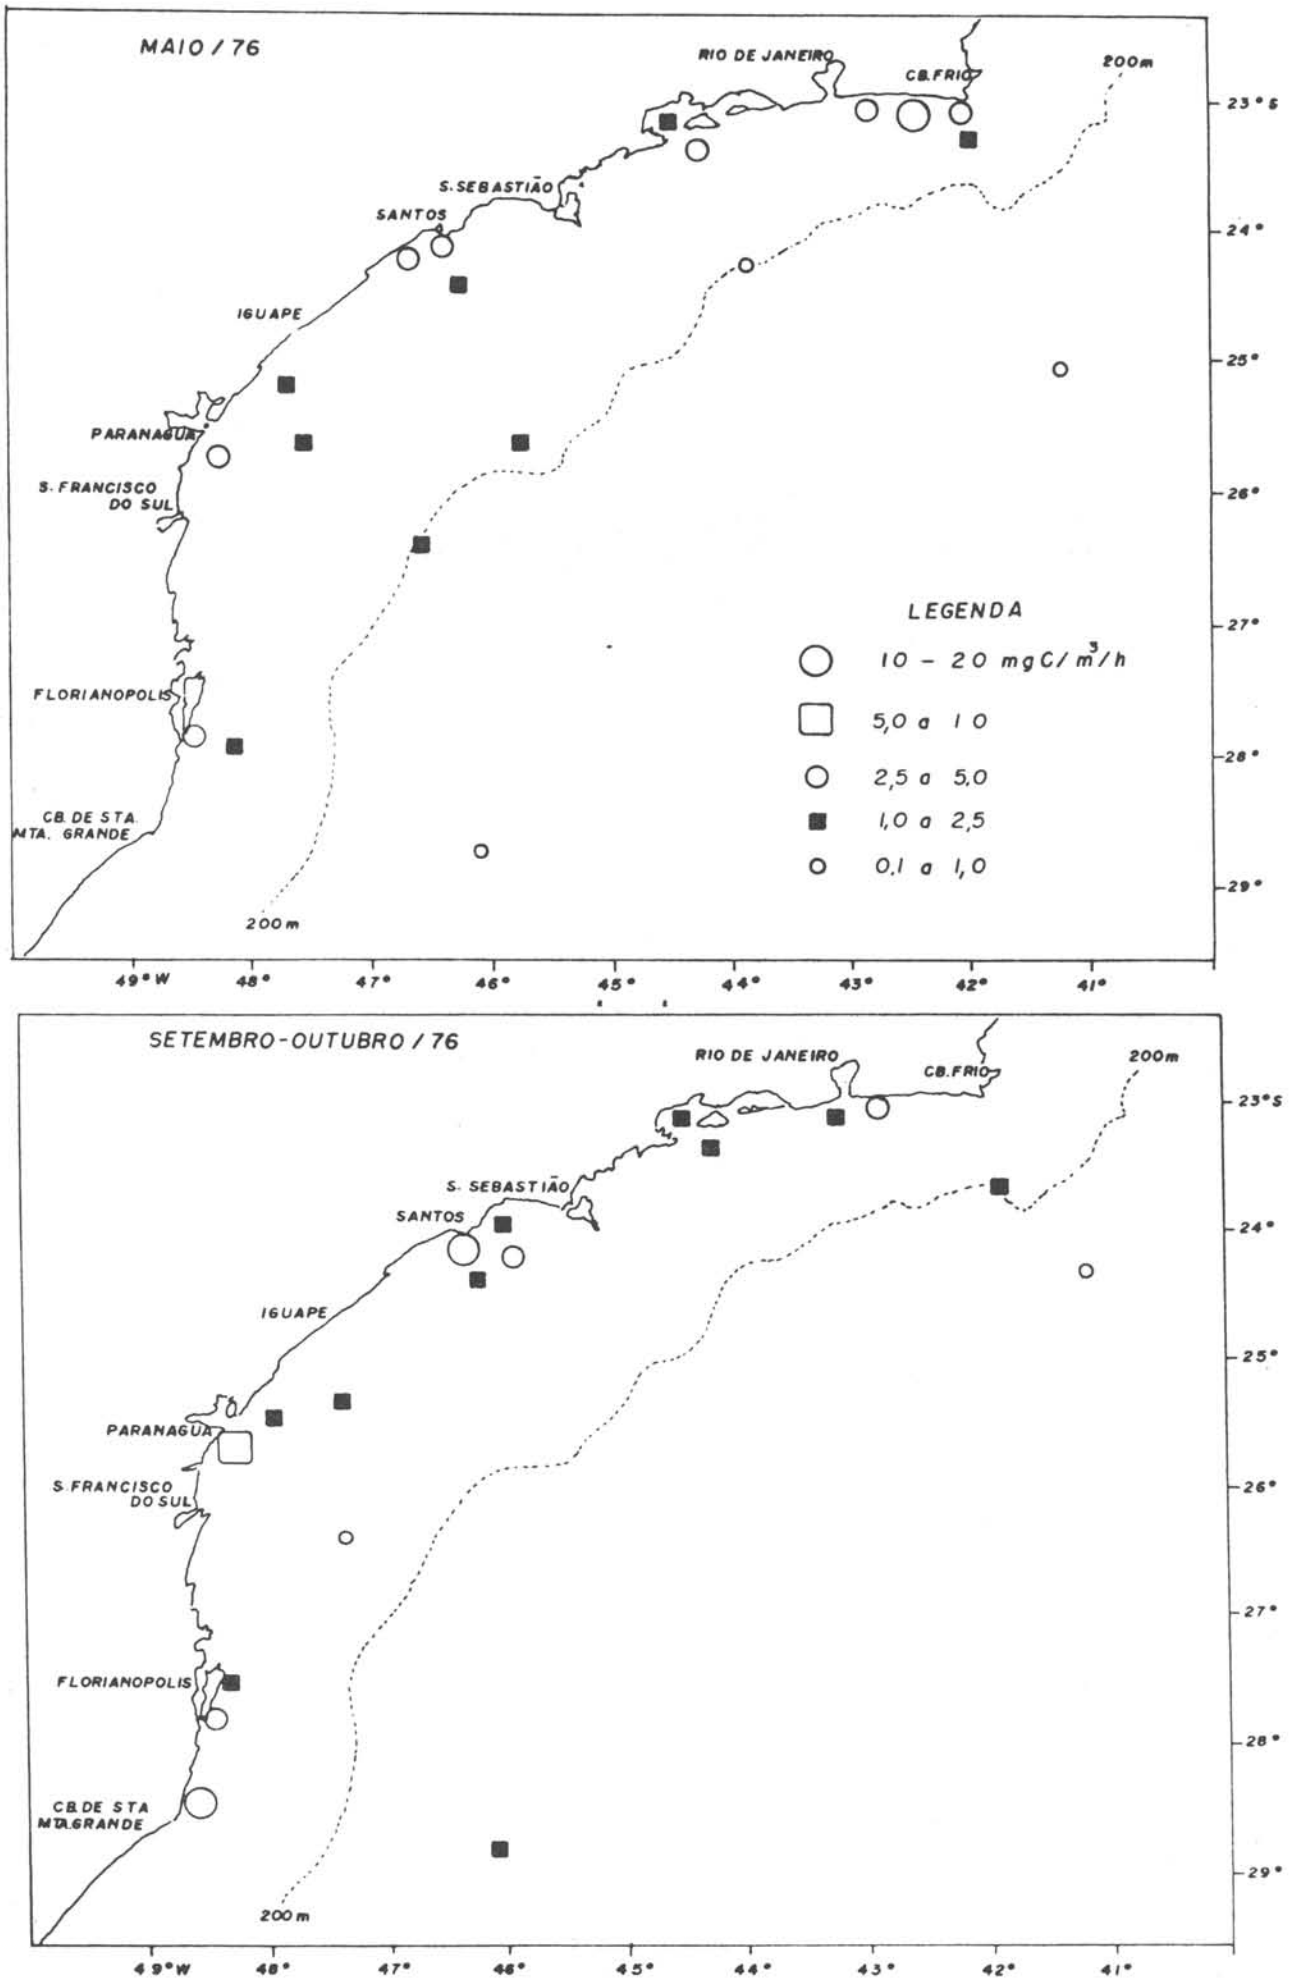 MAIO / 76
RIO DE JANEIRO
CB. FRIO
200m
23°S
S. SEBASTIÃO
SANTOS
24°
IGUAPE
25°
PARANAGUA
S. FRANCISCO
DO SUL
26°
LEGENDA
27°
10 - 20 mgC/m³/h
FLORIANOPOLIS
5,0 a 10
28°
2,5 a 5,0
CB. DE STA.
MTA. GRANDE
1,0 a 2,5
0,1 a 1,0
29°
200m
49°W 48° 47° 46° 45° 44° 43° 42° 41°
SETEMBRO-OUTUBRO / 76
RIO DE JANEIRO
CB. FRIO
200m
23°S
S. SEBASTIÃO
SANTOS
24°
IGUAPE
25°
PARANAGUA
S. FRANCISCO
DO SUL
26°
27°
FLORIANOPOLIS
28°
CB. DE STA
MTA. GRANDE
29°
200m
49°W 48° 47° 46° 45° 44° 43° 42° 41°